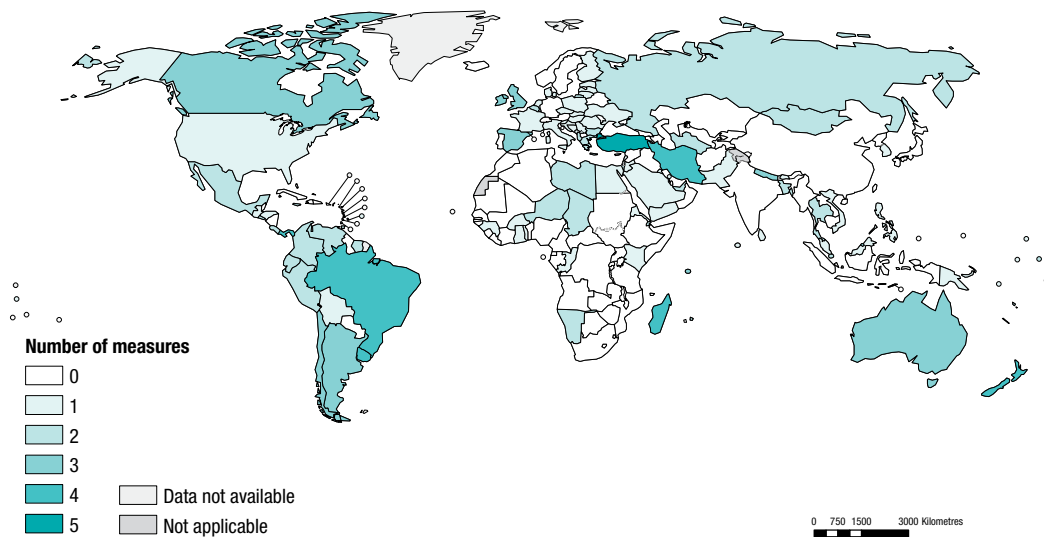 Number of measures
0
1
2
3
4
5
Data not available
Not applicable
0 750 1500 3000 Kilometres